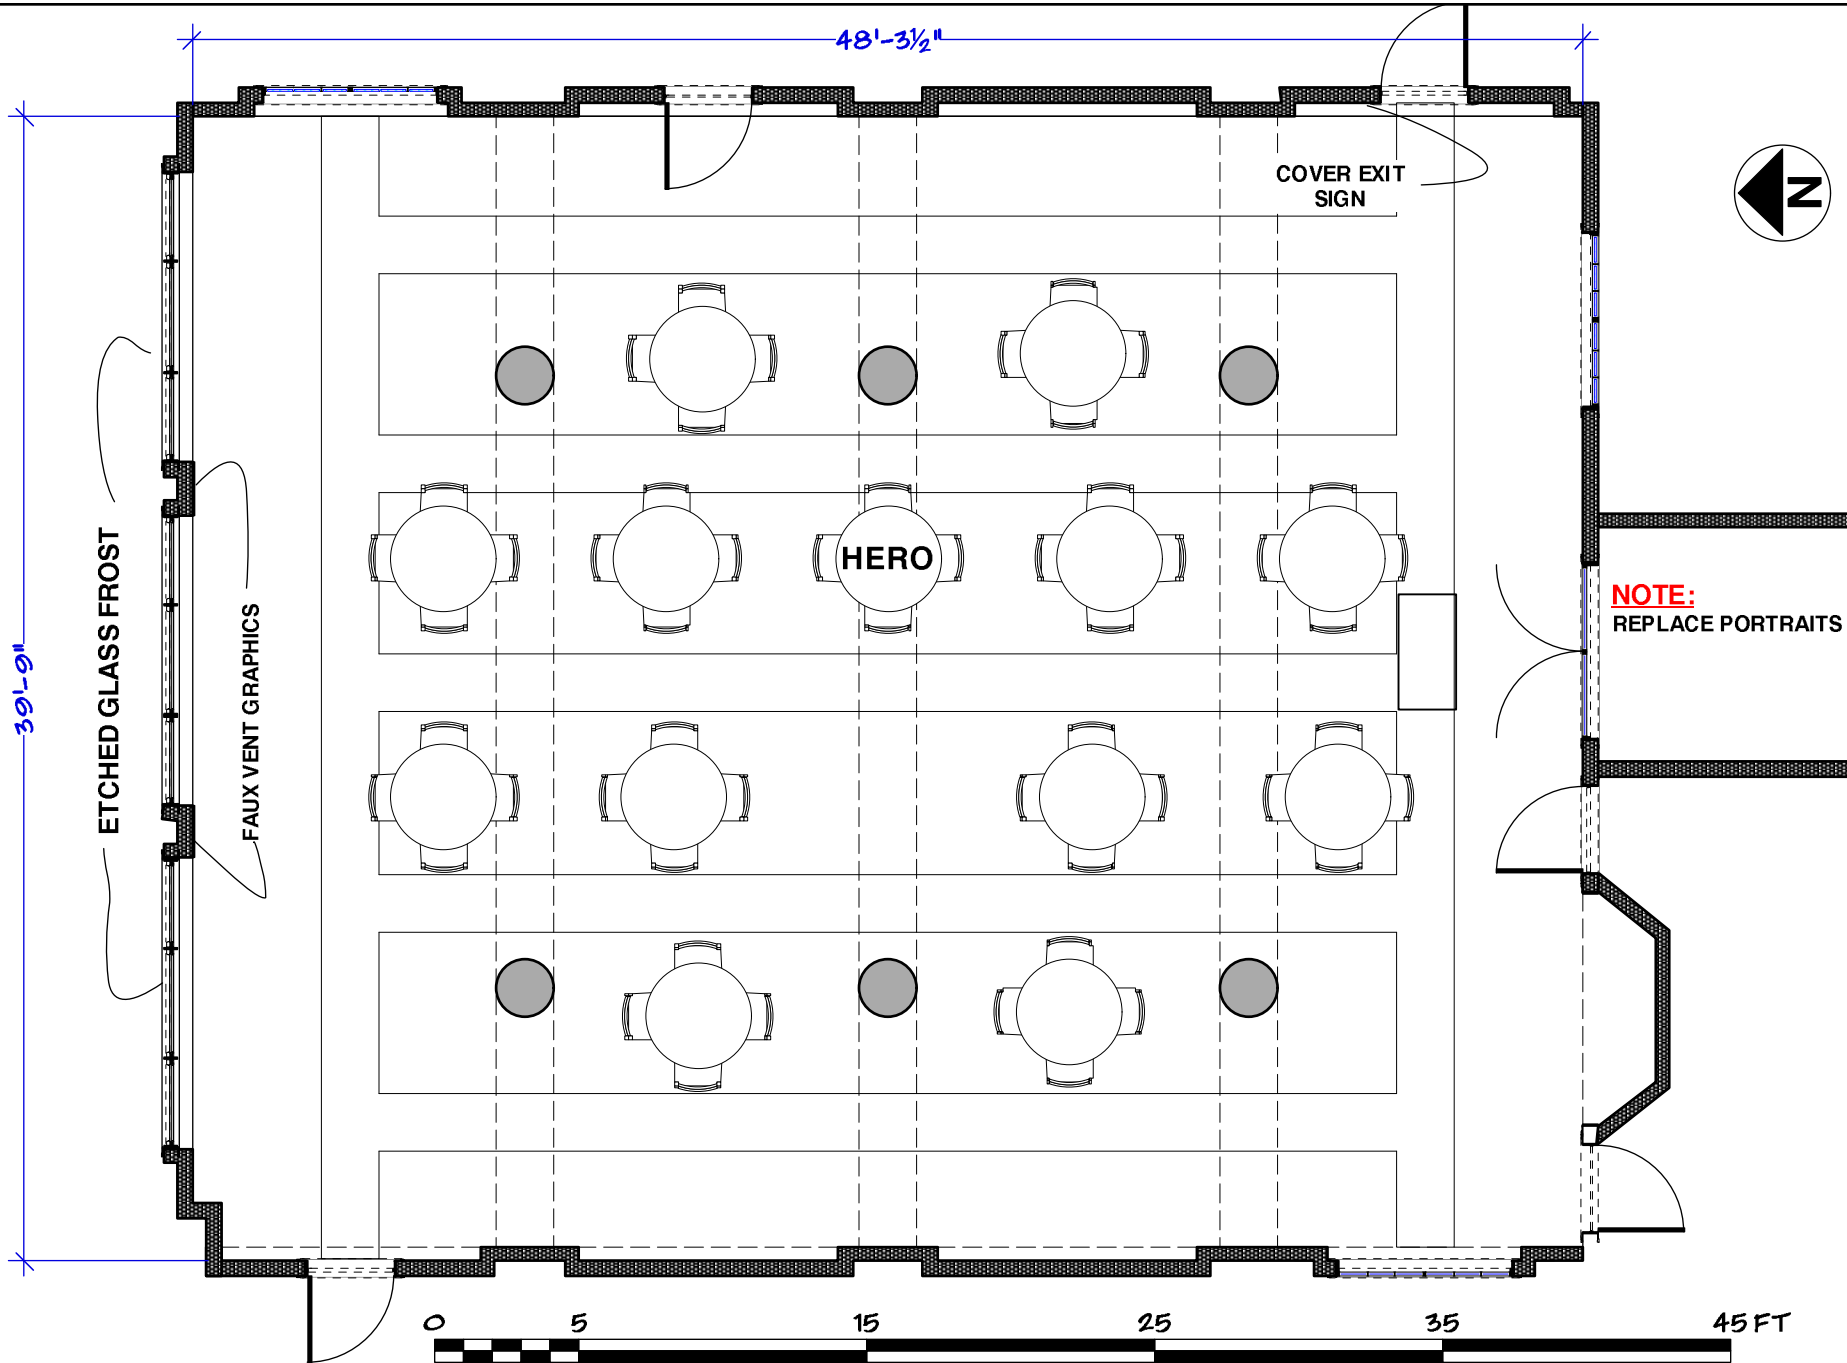 48'-3½"
COVER EXIT
SIGN
N
39'-9"
ETCHED GLASS FROST
FAUX VENT GRAPHICS
HERO
NOTE:
REPLACE PORTRAITS
0 5 15 25 35 45 FT